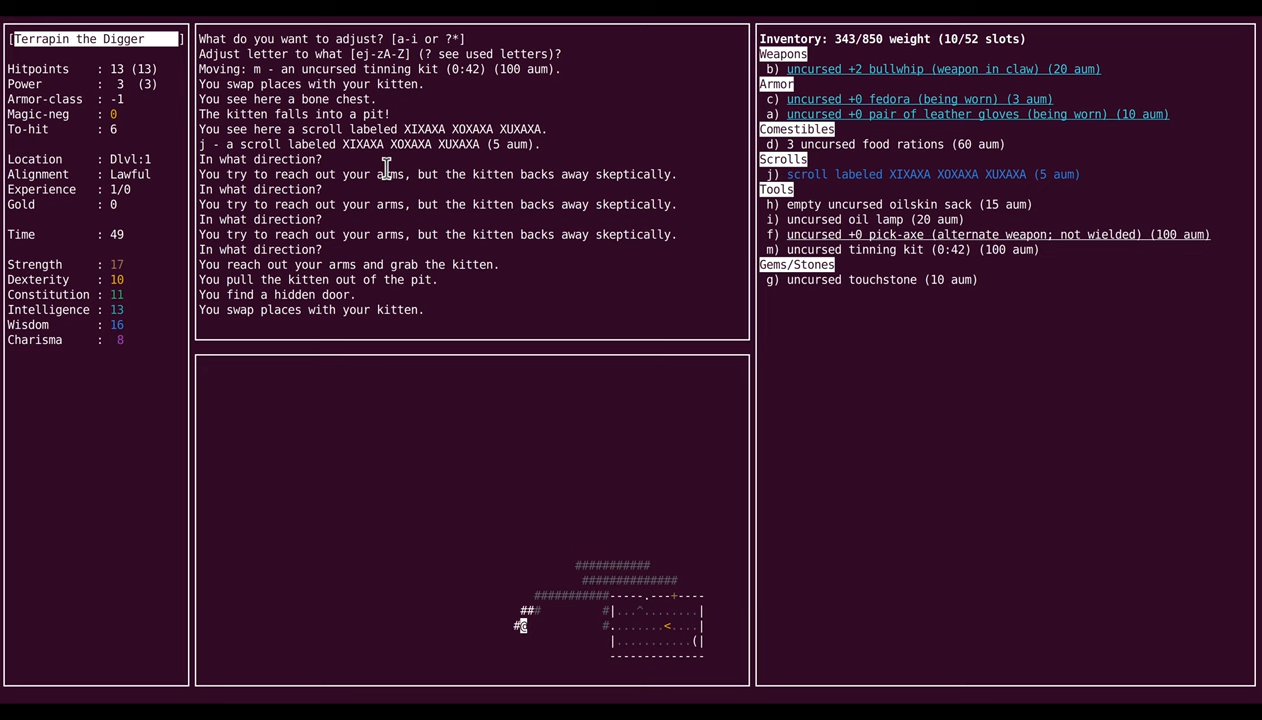 [Terrapin the Digger     ]
Hitpoints    : 13 (13)
Power        :  3  (3)
Armor-class  : -1
Magic-neg    : 0
To-hit       : 6
Location     : Dlvl:1
Alignment    : Lawful
Experience   : 1/0
Gold         : 0
Time         : 49
Strength     : 17
Dexterity    : 10
Constitution : 11
Intelligence : 13
Wisdom       : 16
Charisma     :  8
What do you want to adjust? [a-i or ?*]
Adjust letter to what [ej-zA-Z] (? see used letters)?
Moving: m - an uncursed tinning kit (0:42) (100 aum).
You swap places with your kitten.
You see here a bone chest.
The kitten falls into a pit!
You see here a scroll labeled XIXAXA XOXAXA XUXAXA.
j - a scroll labeled XIXAXA XOXAXA XUXAXA (5 aum).
In what direction?
You try to reach out your arms, but the kitten backs away skeptically.
In what direction?
You try to reach out your arms, but the kitten backs away skeptically.
In what direction?
You try to reach out your arms, but the kitten backs away skeptically.
In what direction?
You reach out your arms and grab the kitten.
You pull the kitten out of the pit.
You find a hidden door.
You swap places with your kitten.
###########
##############
###########-----.---+----
###         #|...^........|
#@          #.......<....|
|...........(|
-------------
Inventory: 343/850 weight (10/52 slots)
Weapons
b) uncursed +2 bullwhip (weapon in claw) (20 aum)
Armor
c) uncursed +0 fedora (being worn) (3 aum)
a) uncursed +0 pair of leather gloves (being worn) (10 aum)
Comestibles
d) 3 uncursed food rations (60 aum)
Scrolls
j) scroll labeled XIXAXA XOXAXA XUXAXA (5 aum)
Tools
h) empty uncursed oilskin sack (15 aum)
i) uncursed oil lamp (20 aum)
f) uncursed +0 pick-axe (alternate weapon; not wielded) (100 aum)
m) uncursed tinning kit (0:42) (100 aum)
Gems/Stones
g) uncursed touchstone (10 aum)